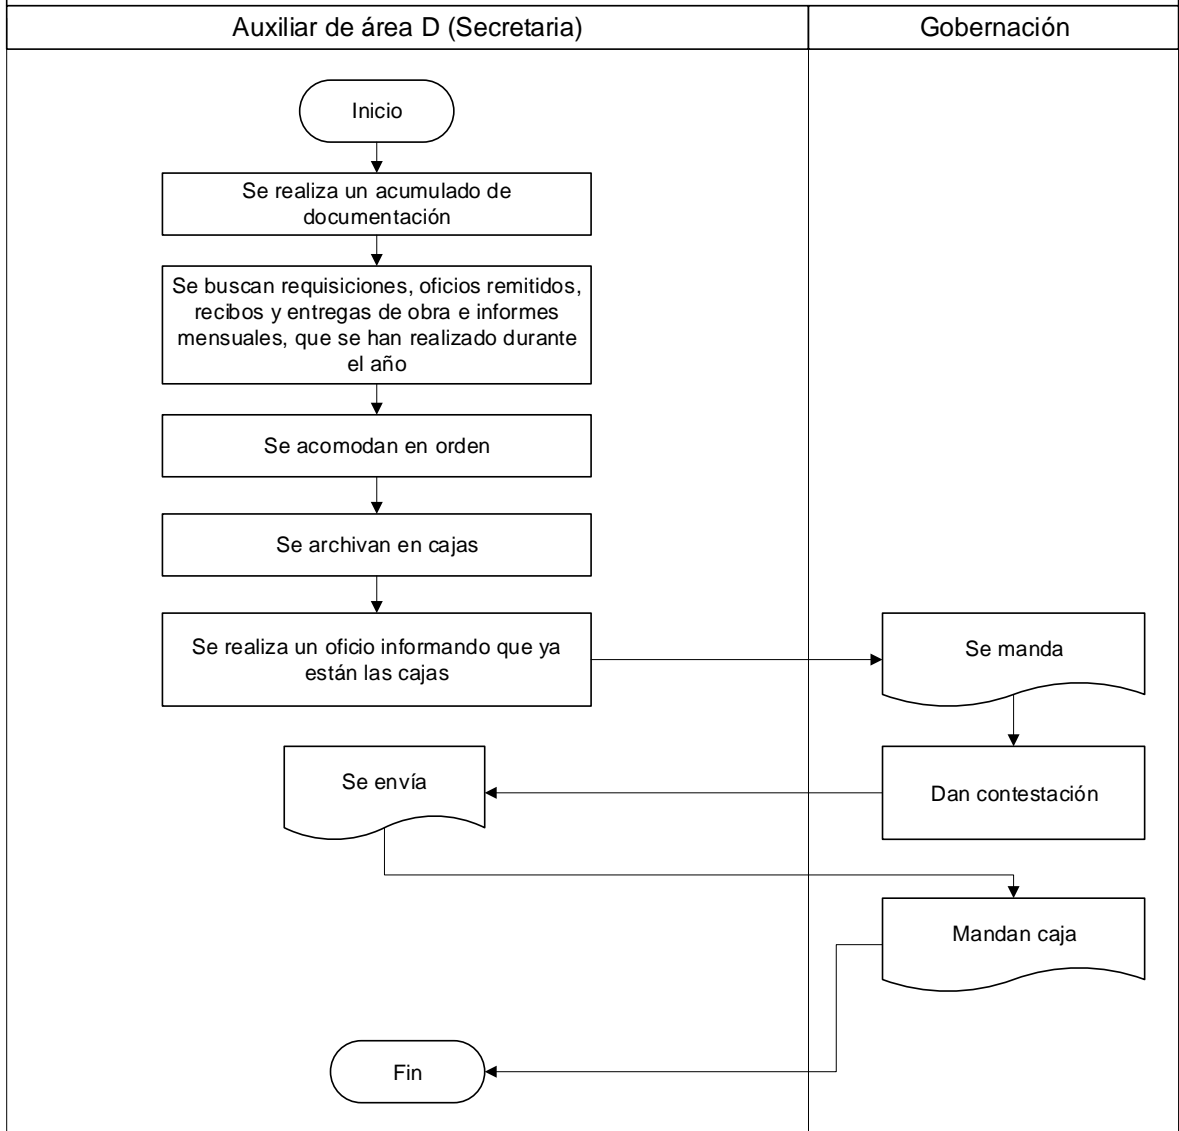 Auxiliar de área D (Secretaria)
Gobernación
Inicio
Se realiza un acumulado de
documentación
Se buscan requisiciones, oficios remitidos,
recibos y entregas de obra e informes
mensuales, que se han realizado durante
el año
Se acomodan en orden
Se archivan en cajas
Se realiza un oficio informando que ya
están las cajas
Se manda
Dan contestación
Se envía
Mandan caja
Fin